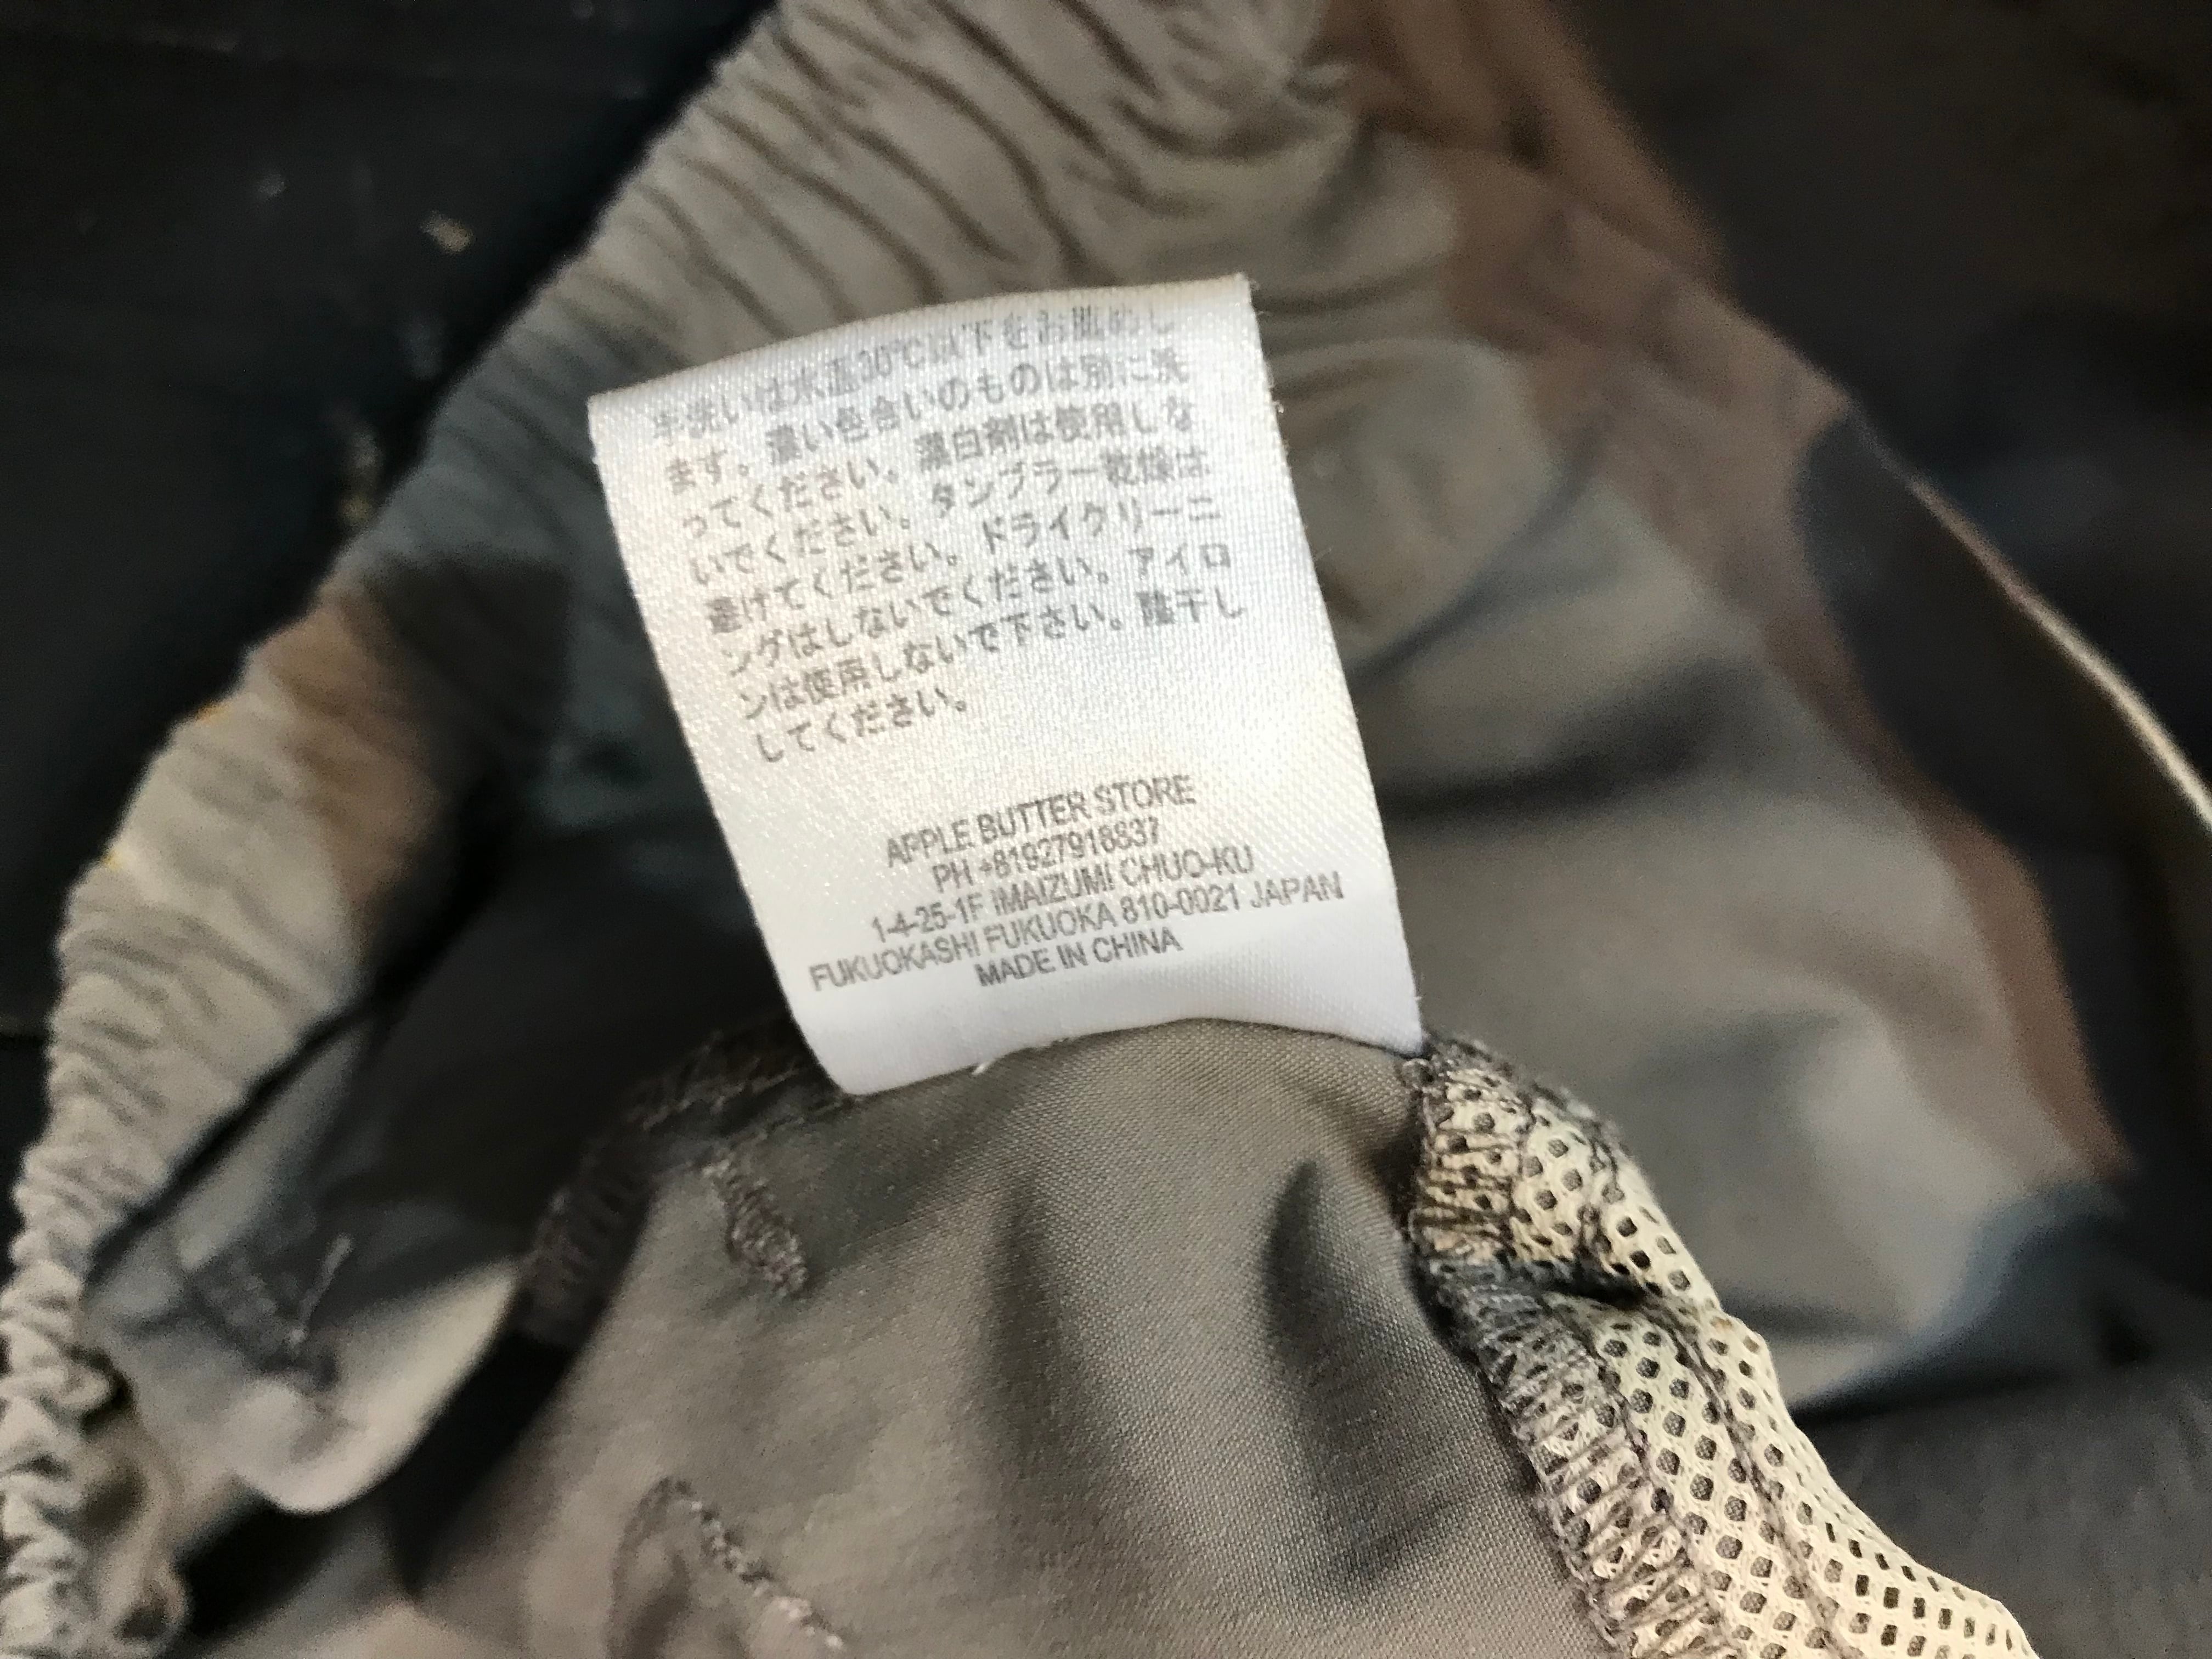 手洗いは水温30℃以下をお勧めし
ます。濃い色合いのものは別に洗
ってください。漂白剤は使用しな
いでください。タンブラー乾燥は
避けてください。ドライクリーニ
ングはしないでください。アイロ
ンは使用しないで下さい。陰干し
してください。
APPLE BUTTER STORE
PH +81927918837
1-4-25-1F IMAIZUMI CHUO-KU
FUKUOKASHI FUKUOKA 810-0021 JAPAN
MADE IN CHINA